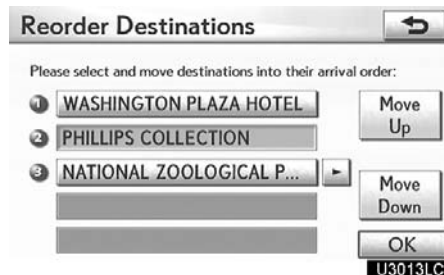 Reorder Destinations
Please select and move destinations into their arrival order:
1 WASHINGTON PLAZA HOTEL
Move Up
2 PHILLIPS COLLECTION
3 NATIONAL ZOOLOGICAL P...
Move Down
OK
U3013LC